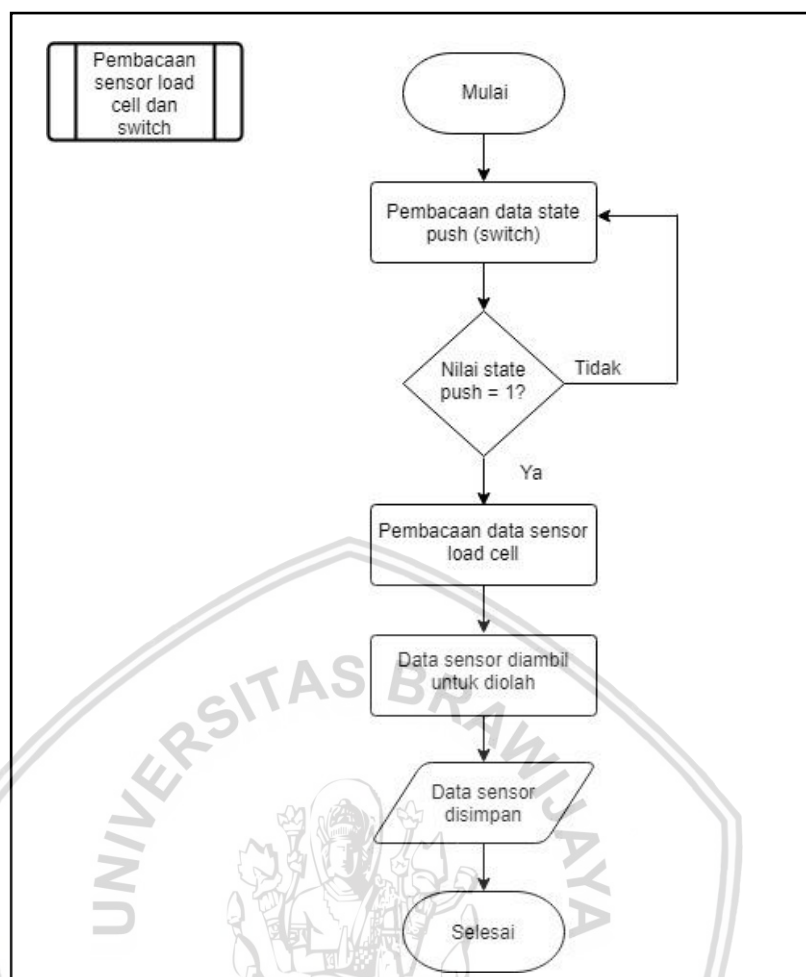 Pembacaan
sensor load
cell dan
switch
Mulai
Pembacaan data state
push (switch)
Nilai state
push = 1?
Tidak
Ya
Pembacaan data sensor
load cell
Data sensor diambil
untuk diolah
Data sensor
disimpan
Selesai
UNIVERSITAS BRAWIJAYA